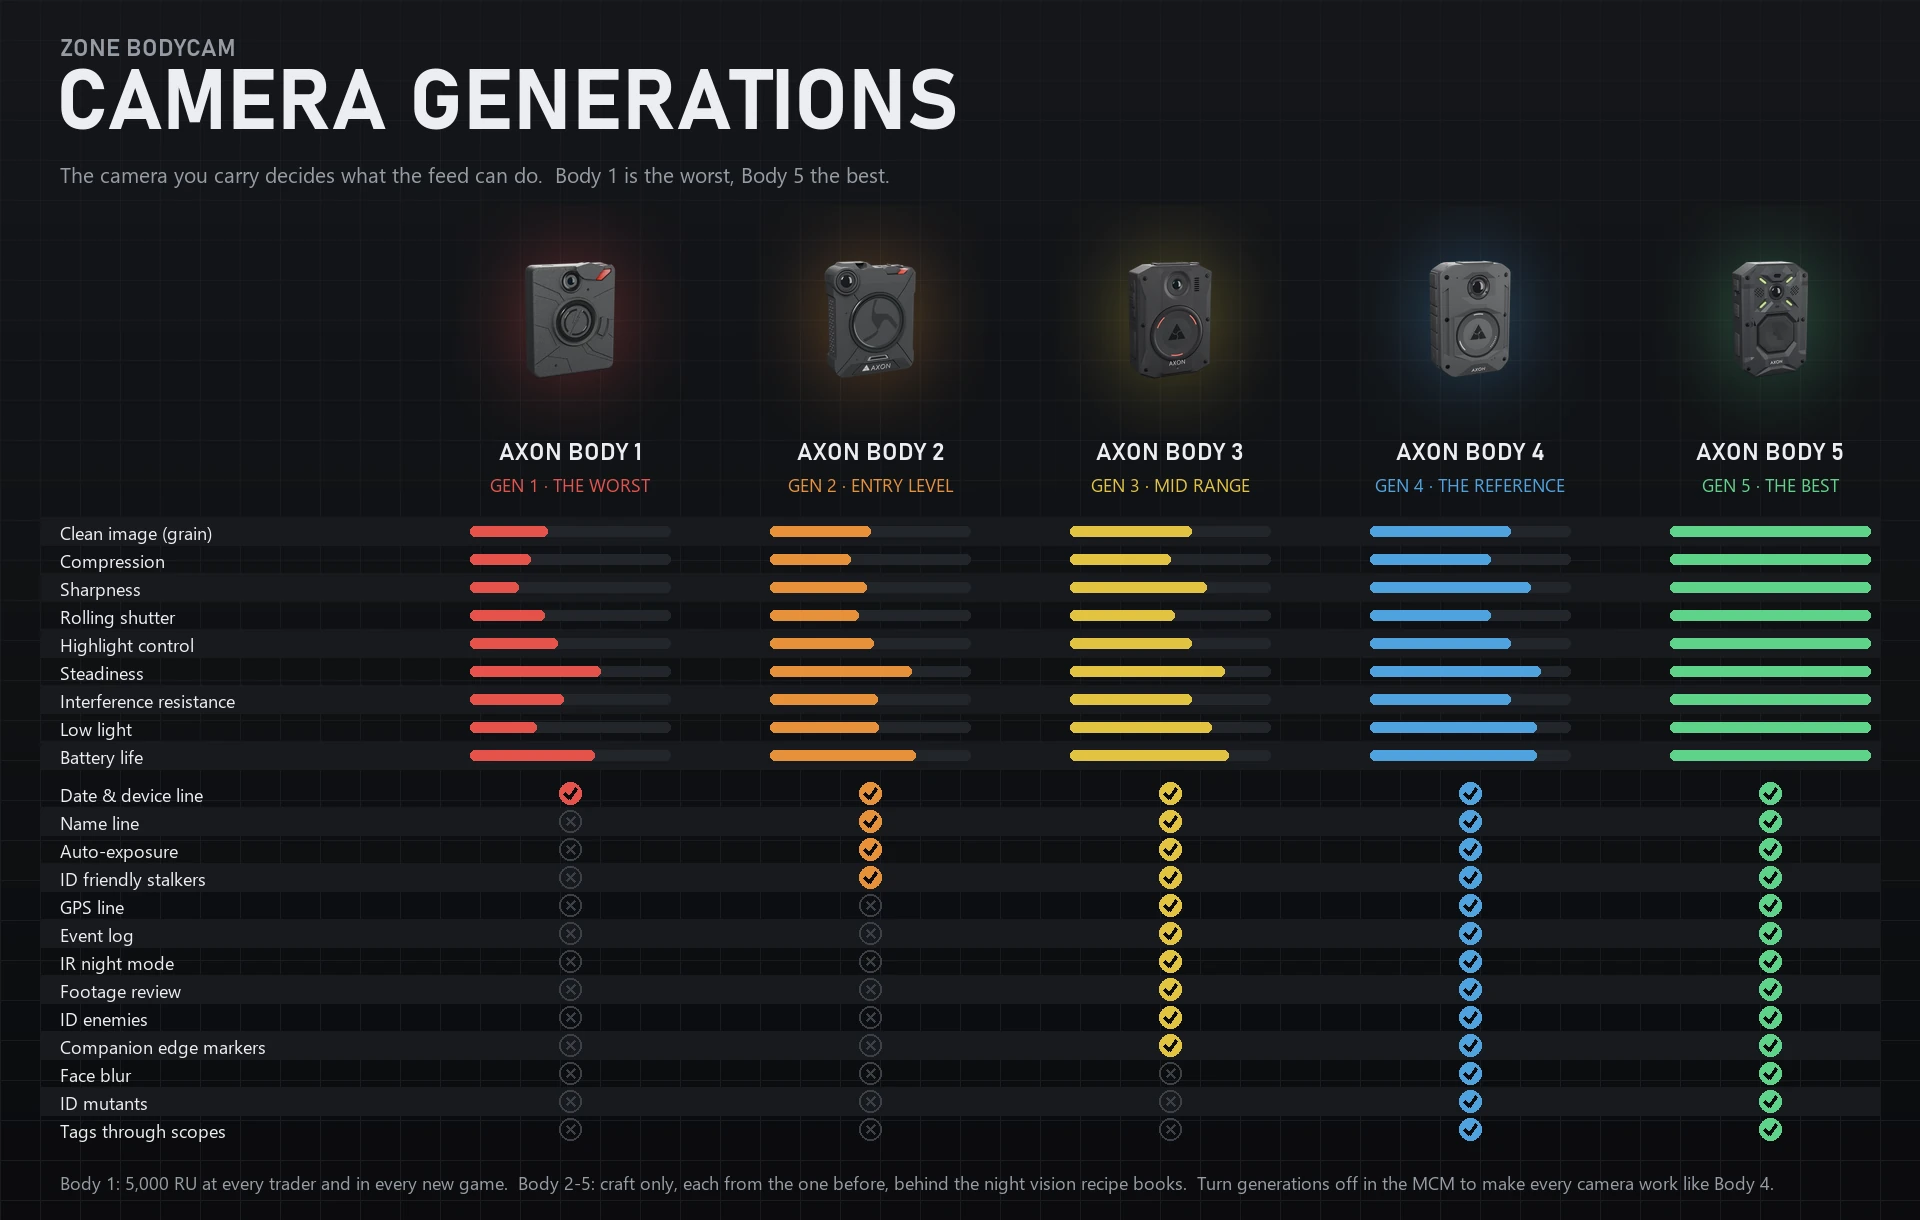 ZONE BODYCAM
CAMERA GENERATIONS
The camera you carry decides what the feed can do. Body 1 is the worst, Body 5 the best.
AXON
AXON
AXON
AXON
AXON BODY 1
AXON BODY 2
AXON BODY 3
AXON BODY 4
AXON BODY 5
GEN 1 · THE WORST
GEN 2 · ENTRY LEVEL
GEN 3 · MID RANGE
GEN 4 · THE REFERENCE
GEN 5 · THE BEST
Clean image (grain)
Compression
Sharpness
Rolling shutter
Highlight control
Steadiness
Interference resistance
Low light
Battery life
Date & device line
Name line
Auto-exposure
ID friendly stalkers
GPS line
Event log
IR night mode
Footage review
ID enemies
Companion edge markers
Face blur
ID mutants
Tags through scopes
Body 1: 5,000 RU at every trader and in every new game. Body 2-5: craft only, each from the one before, behind the night vision recipe books. Turn generations off in the MCM to make every camera work like Body 4.